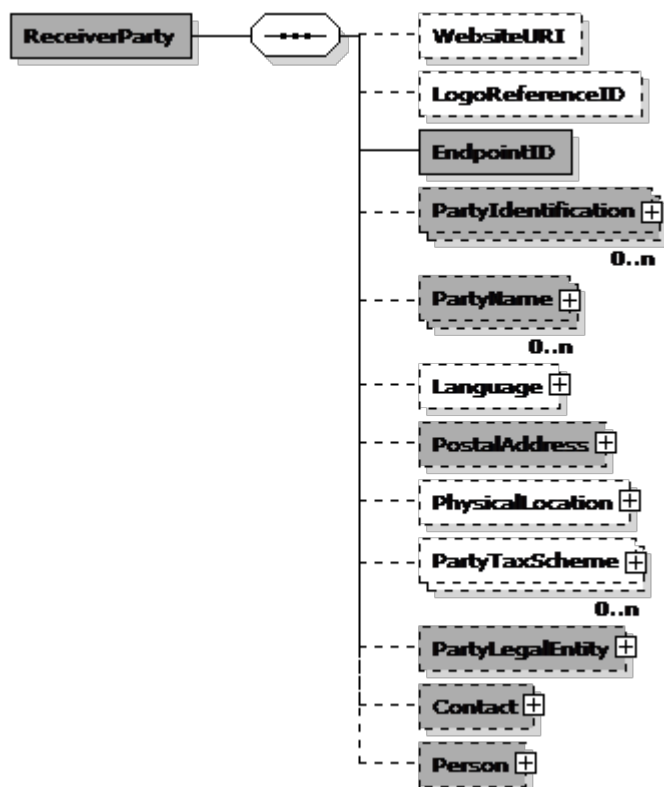 ReceiverParty
WebsiteURI
LogoReferenceID
EndpointID
PartyIdentification
0..n
PartyName
0..n
Language
PostalAddress
PhysicalLocation
PartyTaxScheme
0..n
PartyLegalEntity
Contact
Person